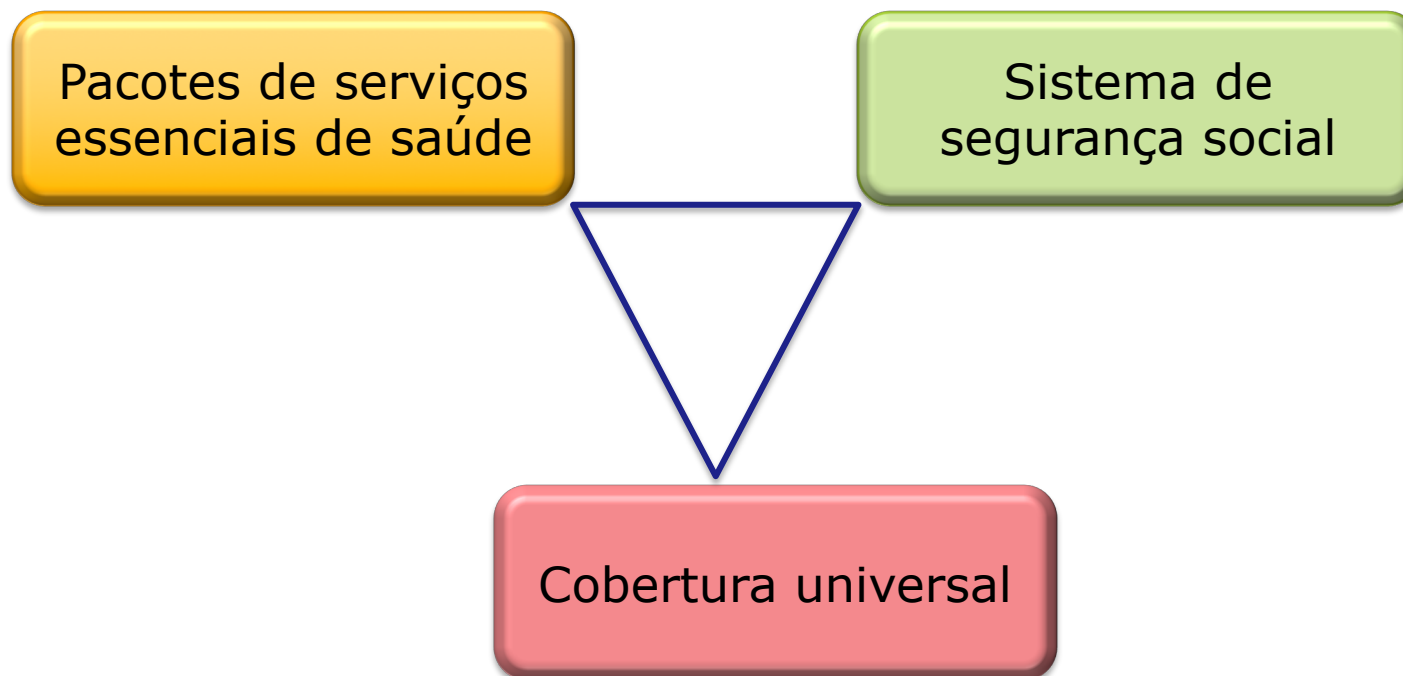 Pacotes de serviços
essenciais de saúde
Sistema de
segurança social
Cobertura universal